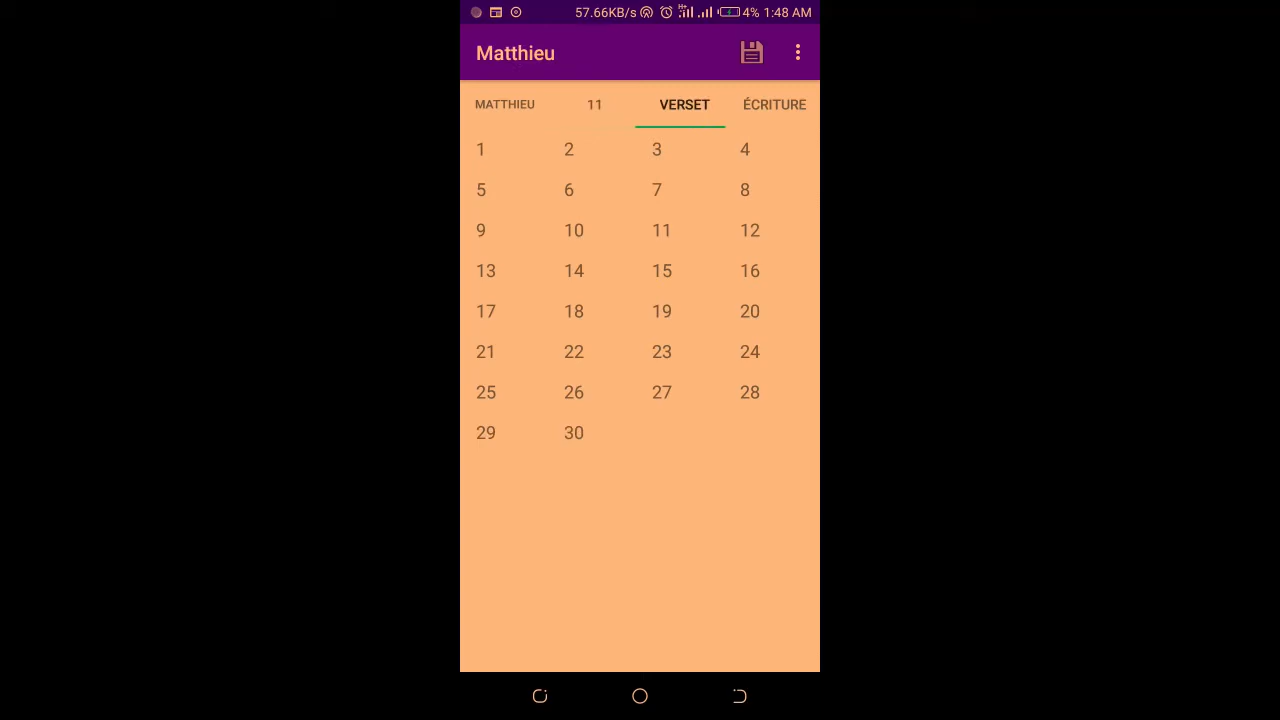 57.66KB/s H+ 4% 1:48 AM
Matthieu
MATTHIEU 11 VERSET ÉCRITURE
1 2 3 4
5 6 7 8
9 10 11 12
13 14 15 16
17 18 19 20
21 22 23 24
25 26 27 28
29 30